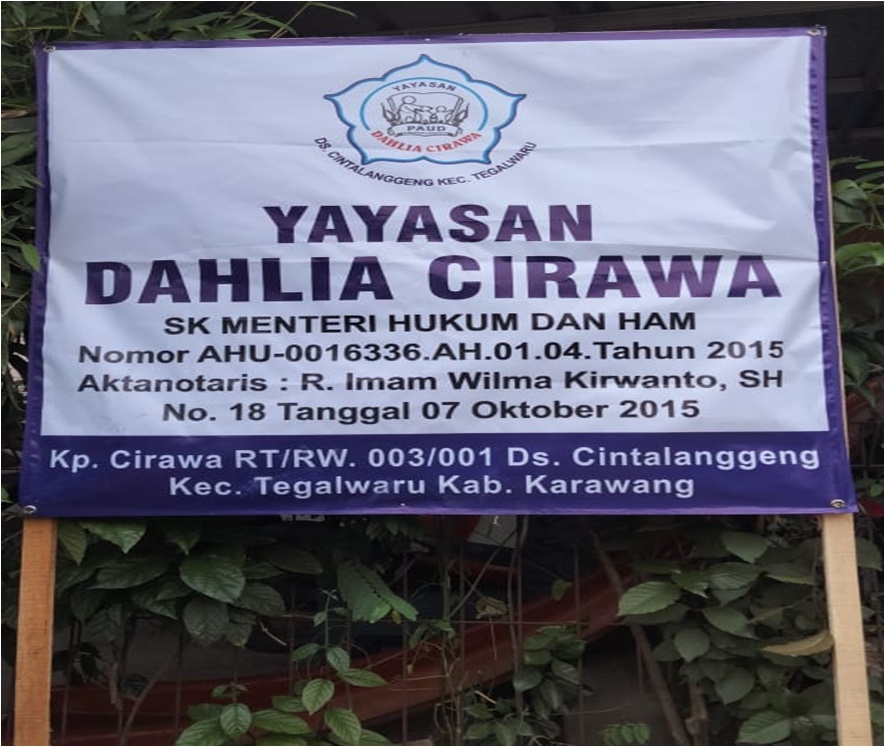 YAYASAN
PAUD
DAHLIA CIRAWA
DS. CINTALANGGENG KEC. TEGALWARU
YAYASAN
DAHLIA CIRAWA
SK MENTERI HUKUM DAN HAM
Nomor AHU-0016336.AH.01.04.Tahun 2015
Aktanotaris : R. Imam Wilma Kirwanto, SH
No. 18 Tanggal 07 Oktober 2015
Kp. Cirawa RT/RW. 003/001 Ds. Cintalanggeng
Kec. Tegalwaru Kab. Karawang